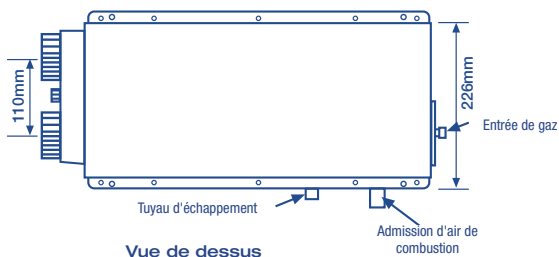 110mm
226mm
Entrée de gaz
Tuyau d'échappement
Admission d'air de
combustion
Vue de dessus